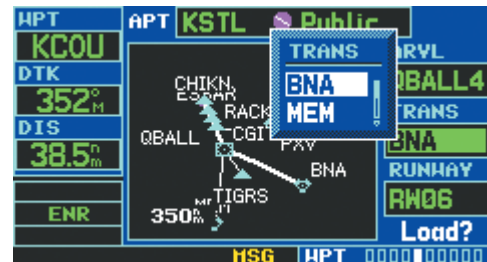 WPT
KCOU
DTK
352°M
DIS
38.5nm
ENR
APT KSTL Public
CHIKN
RACK
QBALL
CGI
PXV
BNA
TIGRS
350nm
TRANS
BNA
MEM
ARVL
QBALL4
TRANS
BNA
RUNWAY
RW06
Load?
MSG WPT